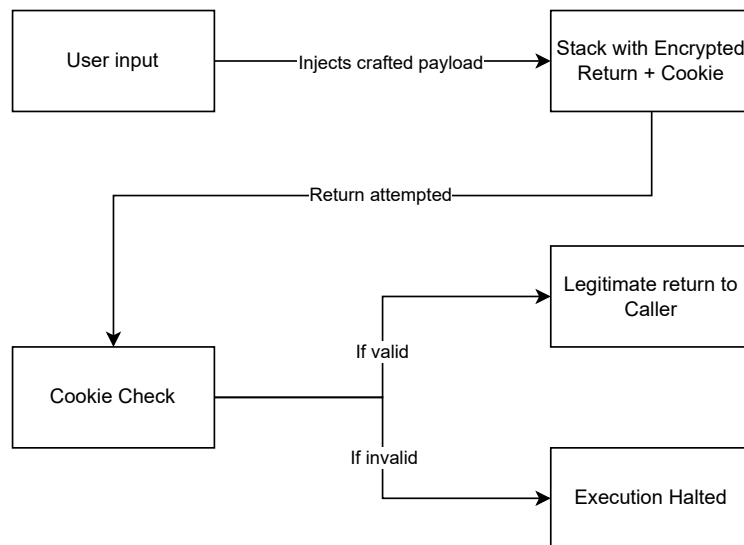 User input
Injects crafted payload
Stack with Encrypted
Return + Cookie
Return attempted
Legitimate return to
Caller
If valid
Cookie Check
If invalid
Execution Halted